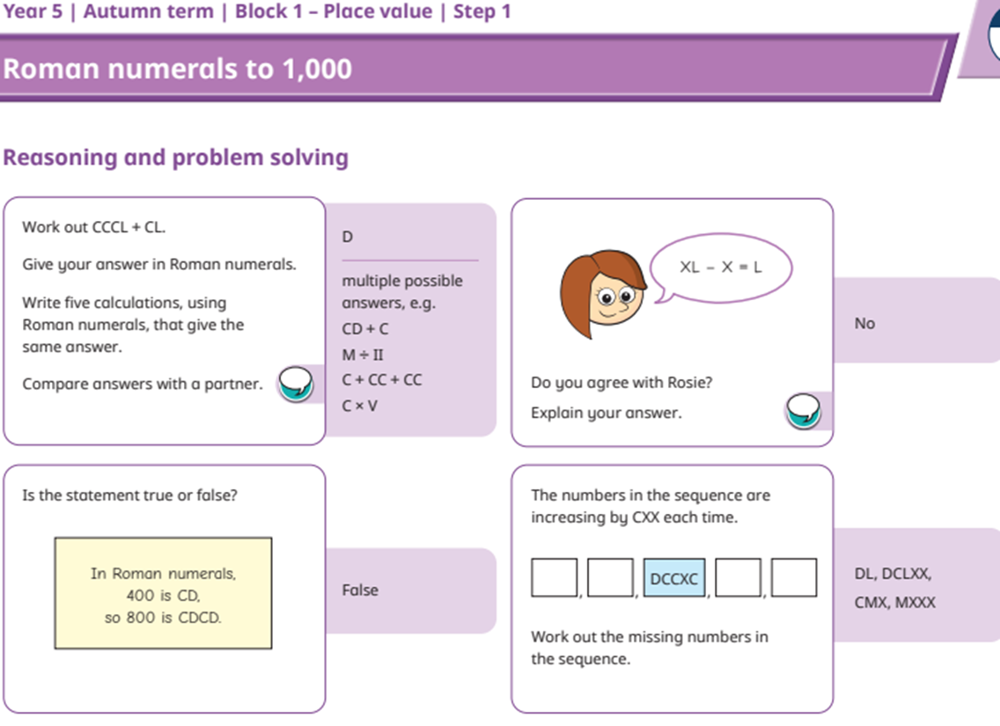 Year 5 | Autumn term | Block 1 – Place value | Step 1
Roman numerals to 1,000
Reasoning and problem solving
Work out CCCL + CL.
Give your answer in Roman numerals.
Write five calculations, using
Roman numerals, that give the
same answer.
Compare answers with a partner.
D
multiple possible
answers, e.g.
CD + C
M ÷ II
C + CC + CC
C × V
XL – X = L
Do you agree with Rosie?
Explain your answer.
No
Is the statement true or false?
In Roman numerals,
400 is CD,
so 800 is CDCD.
False
The numbers in the sequence are
increasing by CXX each time.
, , DCCXC , ,
Work out the missing numbers in
the sequence.
DL, DCLXX,
CMX, MXXX